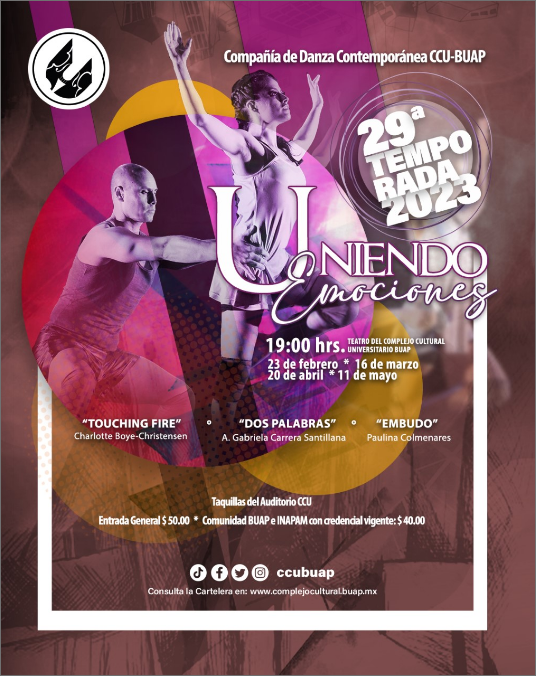 Compañía de Danza Contemporánea CCU-BUAP
29ª
TEMPO
RADA
2023
UNIENDO
Emociones
19:00 hrs. TEATRO DEL COMPLEJO CULTURAL
UNIVERSITARIO BUAP
23 de febrero * 16 de marzo
20 de abril * 11 de mayo
"TOUCHING FIRE" ° "DOS PALABRAS" ° "EMBUDO"
Charlotte Boye-Christensen A. Gabriela Carrera Santillana Paulina Colmenares
Taquillas del Auditorio CCU
Entrada General $ 50.00 * Comunidad BUAP e INAPAM con credencial vigente: $ 40.00
ccubuap
Consulta la Cartelera en: www.complejocultural.buap.mx